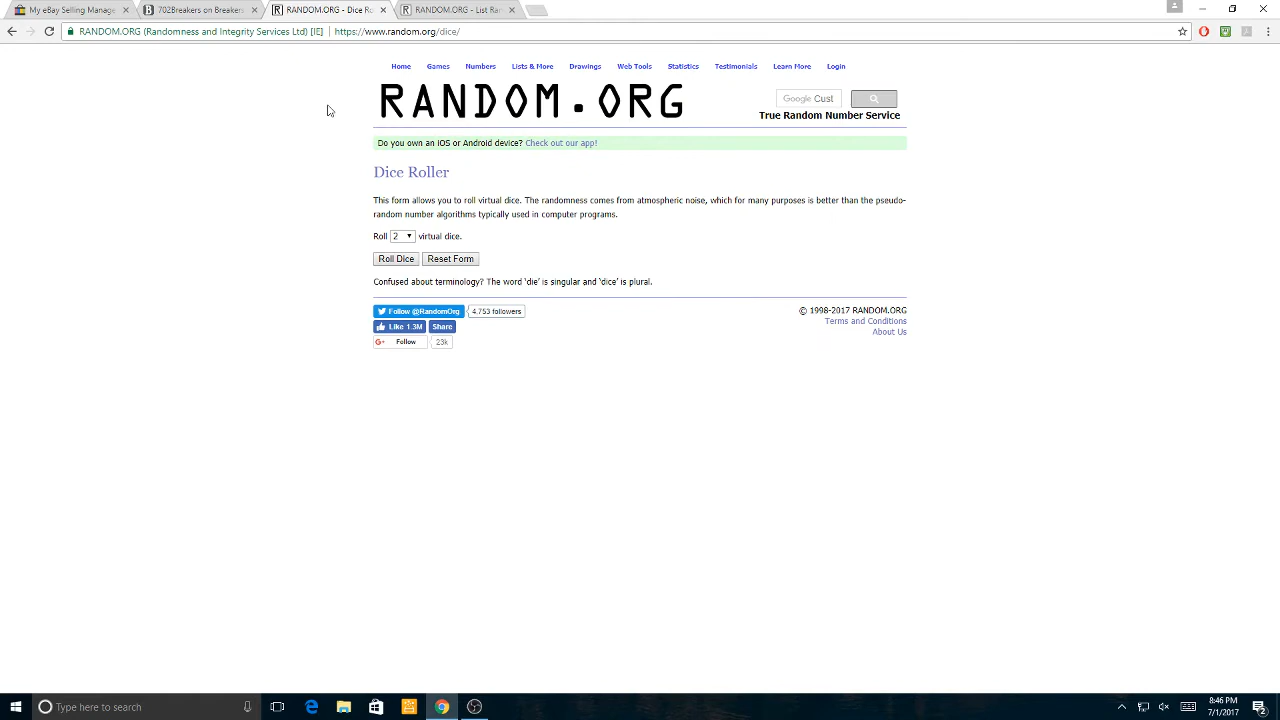 My eBay Selling Manage
702Breakers on Breakers
RANDOM.ORG - Dice Ro
RANDOM.ORG - List Ra
RANDOM.ORG (Randomness and Integrity Services Ltd) [IE]
https://www.random.org/dice/
Home Games Numbers Lists & More Drawings Web Tools Statistics Testimonials Learn More Login
RANDOM.ORG
Google Cust
True Random Number Service
Do you own an iOS or Android device? Check out our app!
Dice Roller
This form allows you to roll virtual dice. The randomness comes from atmospheric noise, which for many purposes is better than the pseudo-
random number algorithms typically used in computer programs.
Roll 2 virtual dice.
Roll Dice Reset Form
Confused about terminology? The word 'die' is singular and 'dice' is plural.
Follow @RandomOrg 4,753 followers
Like 1.3M Share
G+ Follow 23k
© 1998-2017 RANDOM.ORG
Terms and Conditions
About Us
Type here to search
8:46 PM
7/1/2017
2